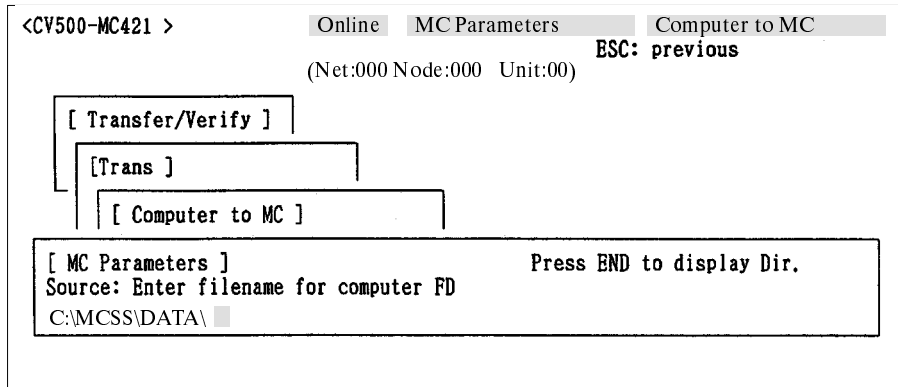 <CV500-MC421 > Online MC Parameters Computer to MC
ESC: previous
(Net:000 Node:000 Unit:00)
[ Transfer/Verify ]
[Trans ]
[ Computer to MC ]
[ MC Parameters ] Press END to display Dir.
Source: Enter filename for computer FD
C:\MCSS\DATA\